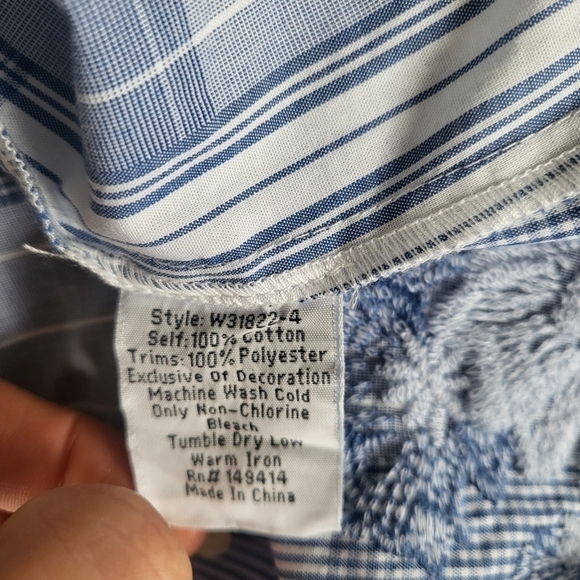 Style: W31822-4
Self:100% Cotton
Trims:100% Polyester
Exclusive Of Decoration
Machine Wash Cold
Only Non-Chlorine
Bleach
Tumble Dry Low
Warm Iron
Rn# 149414
Made In China